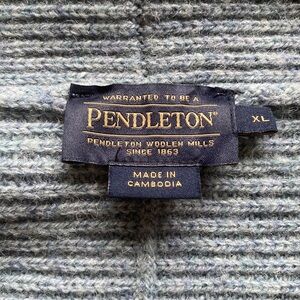 WARRANTED TO BE A
PENDLETON®
PENDLETON WOOLEN MILLS®
SINCE 1863
XL
MADE IN
CAMBODIA